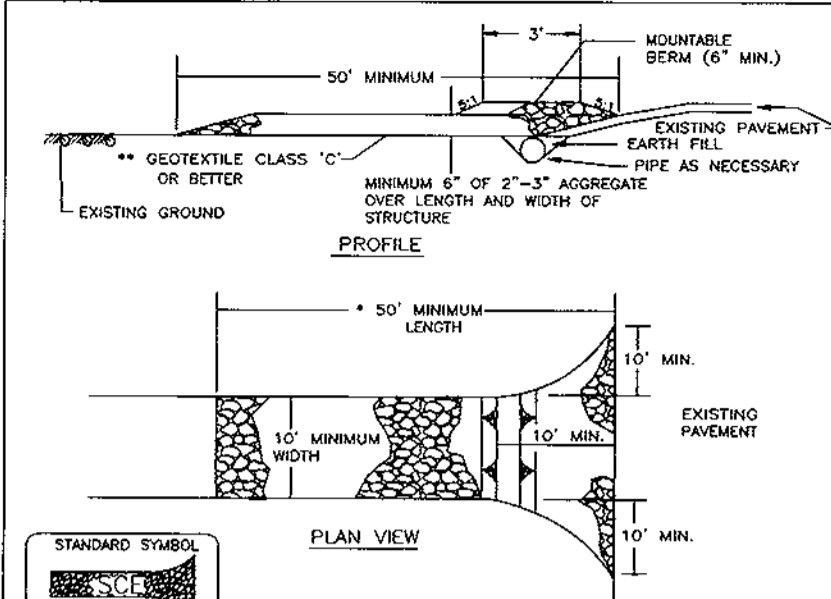 3'
MOUNTABLE
BERM (6" MIN.)
50' MINIMUM
5:1
5:1
EXISTING PAVEMENT
** GEOTEXTILE CLASS 'C'
OR BETTER
EARTH FILL
PIPE AS NECESSARY
MINIMUM 6" OF 2"-3" AGGREGATE
OVER LENGTH AND WIDTH OF
STRUCTURE
EXISTING GROUND
PROFILE
* 50' MINIMUM
LENGTH
10' MIN.
EXISTING
PAVEMENT
10' MINIMUM
WIDTH
10' MIN.
PLAN VIEW
10' MIN.
STANDARD SYMBOL
SCE